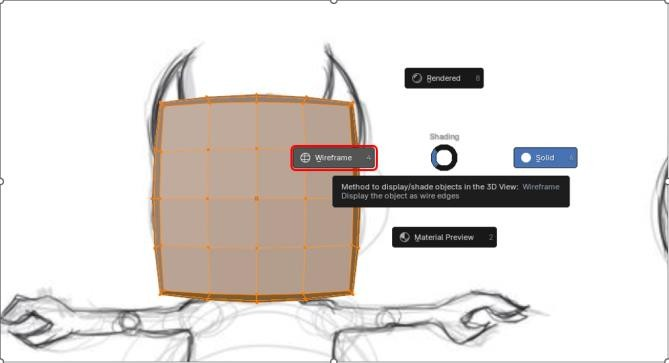 Rendered 8
Shading
Wireframe 4
Solid 6
Method to display/shade objects in the 3D View: Wireframe
Display the object as wire edges
Material Preview 2